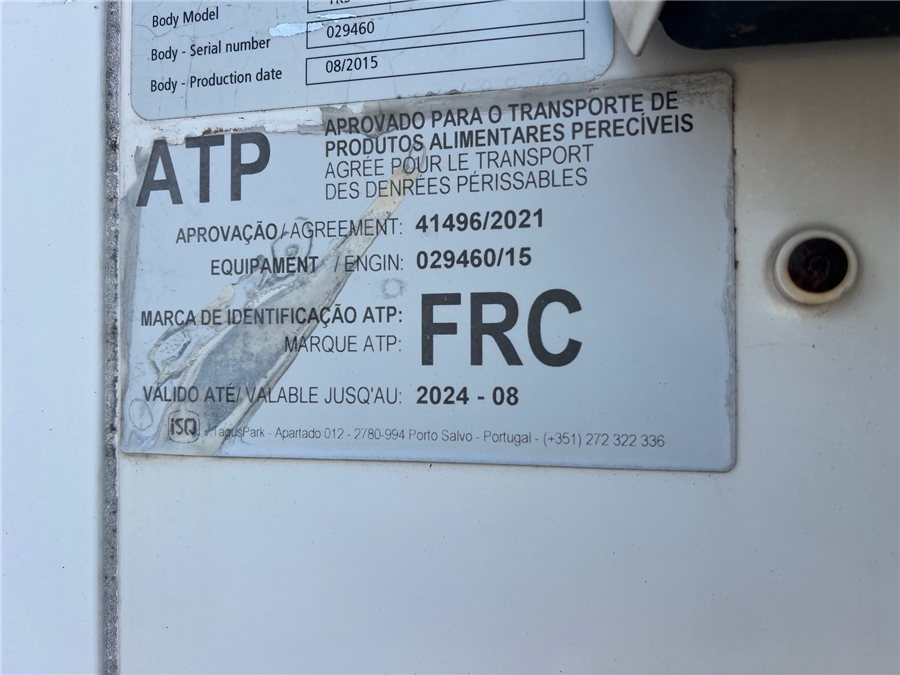 Body Model
Body - Serial number 029460
Body - Production date 08/2015
ATP
APROVADO PARA O TRANSPORTE DE
PRODUTOS ALIMENTARES PERECÍVEIS
AGRÉE POUR LE TRANSPORT
DES DENRÉES PÉRISSABLES
APROVAÇÃO/AGREEMENT: 41496/2021
EQUIPAMENT /ENGIN: 029460/15
MARCA DE IDENTIFICAÇÃO ATP: FRC
MARQUE ATP:
VÁLIDO ATÉ/VALABLE JUSQ'AU: 2024 - 08
iSQ TagusPark - Apartado 012 - 2780-994 Porto Salvo - Portugal - (+351) 272 322 336